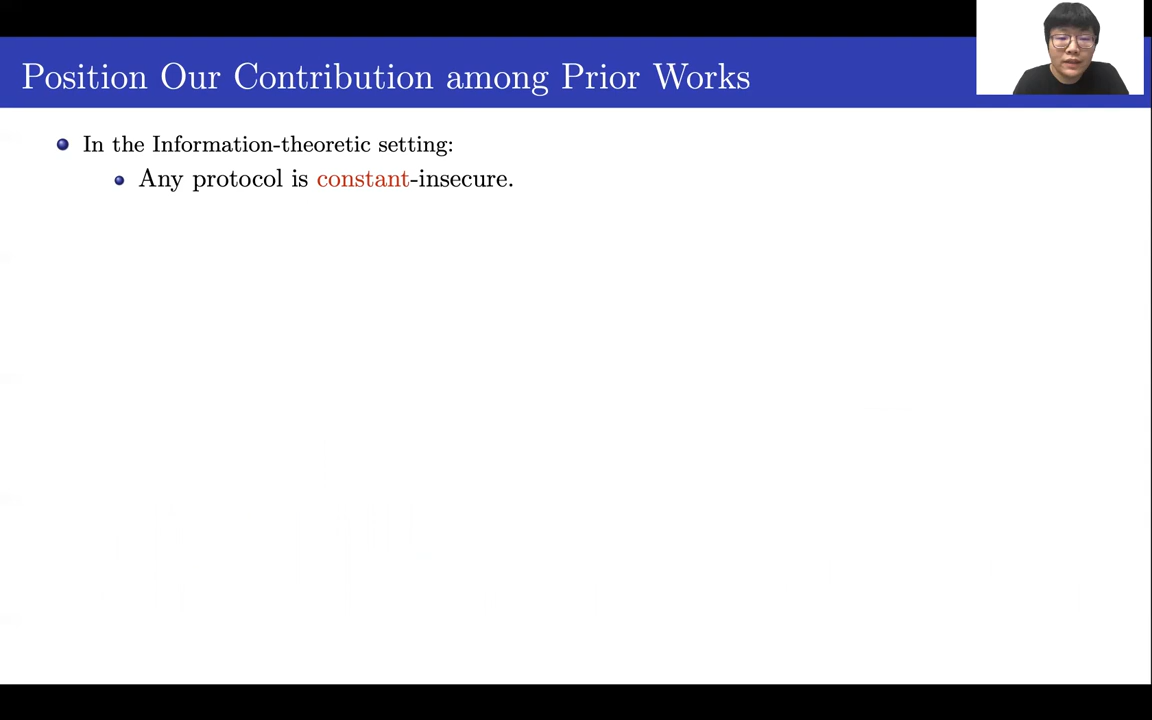 Position Our Contribution among Prior Works
In the Information-theoretic setting:
Any protocol is constant-insecure.